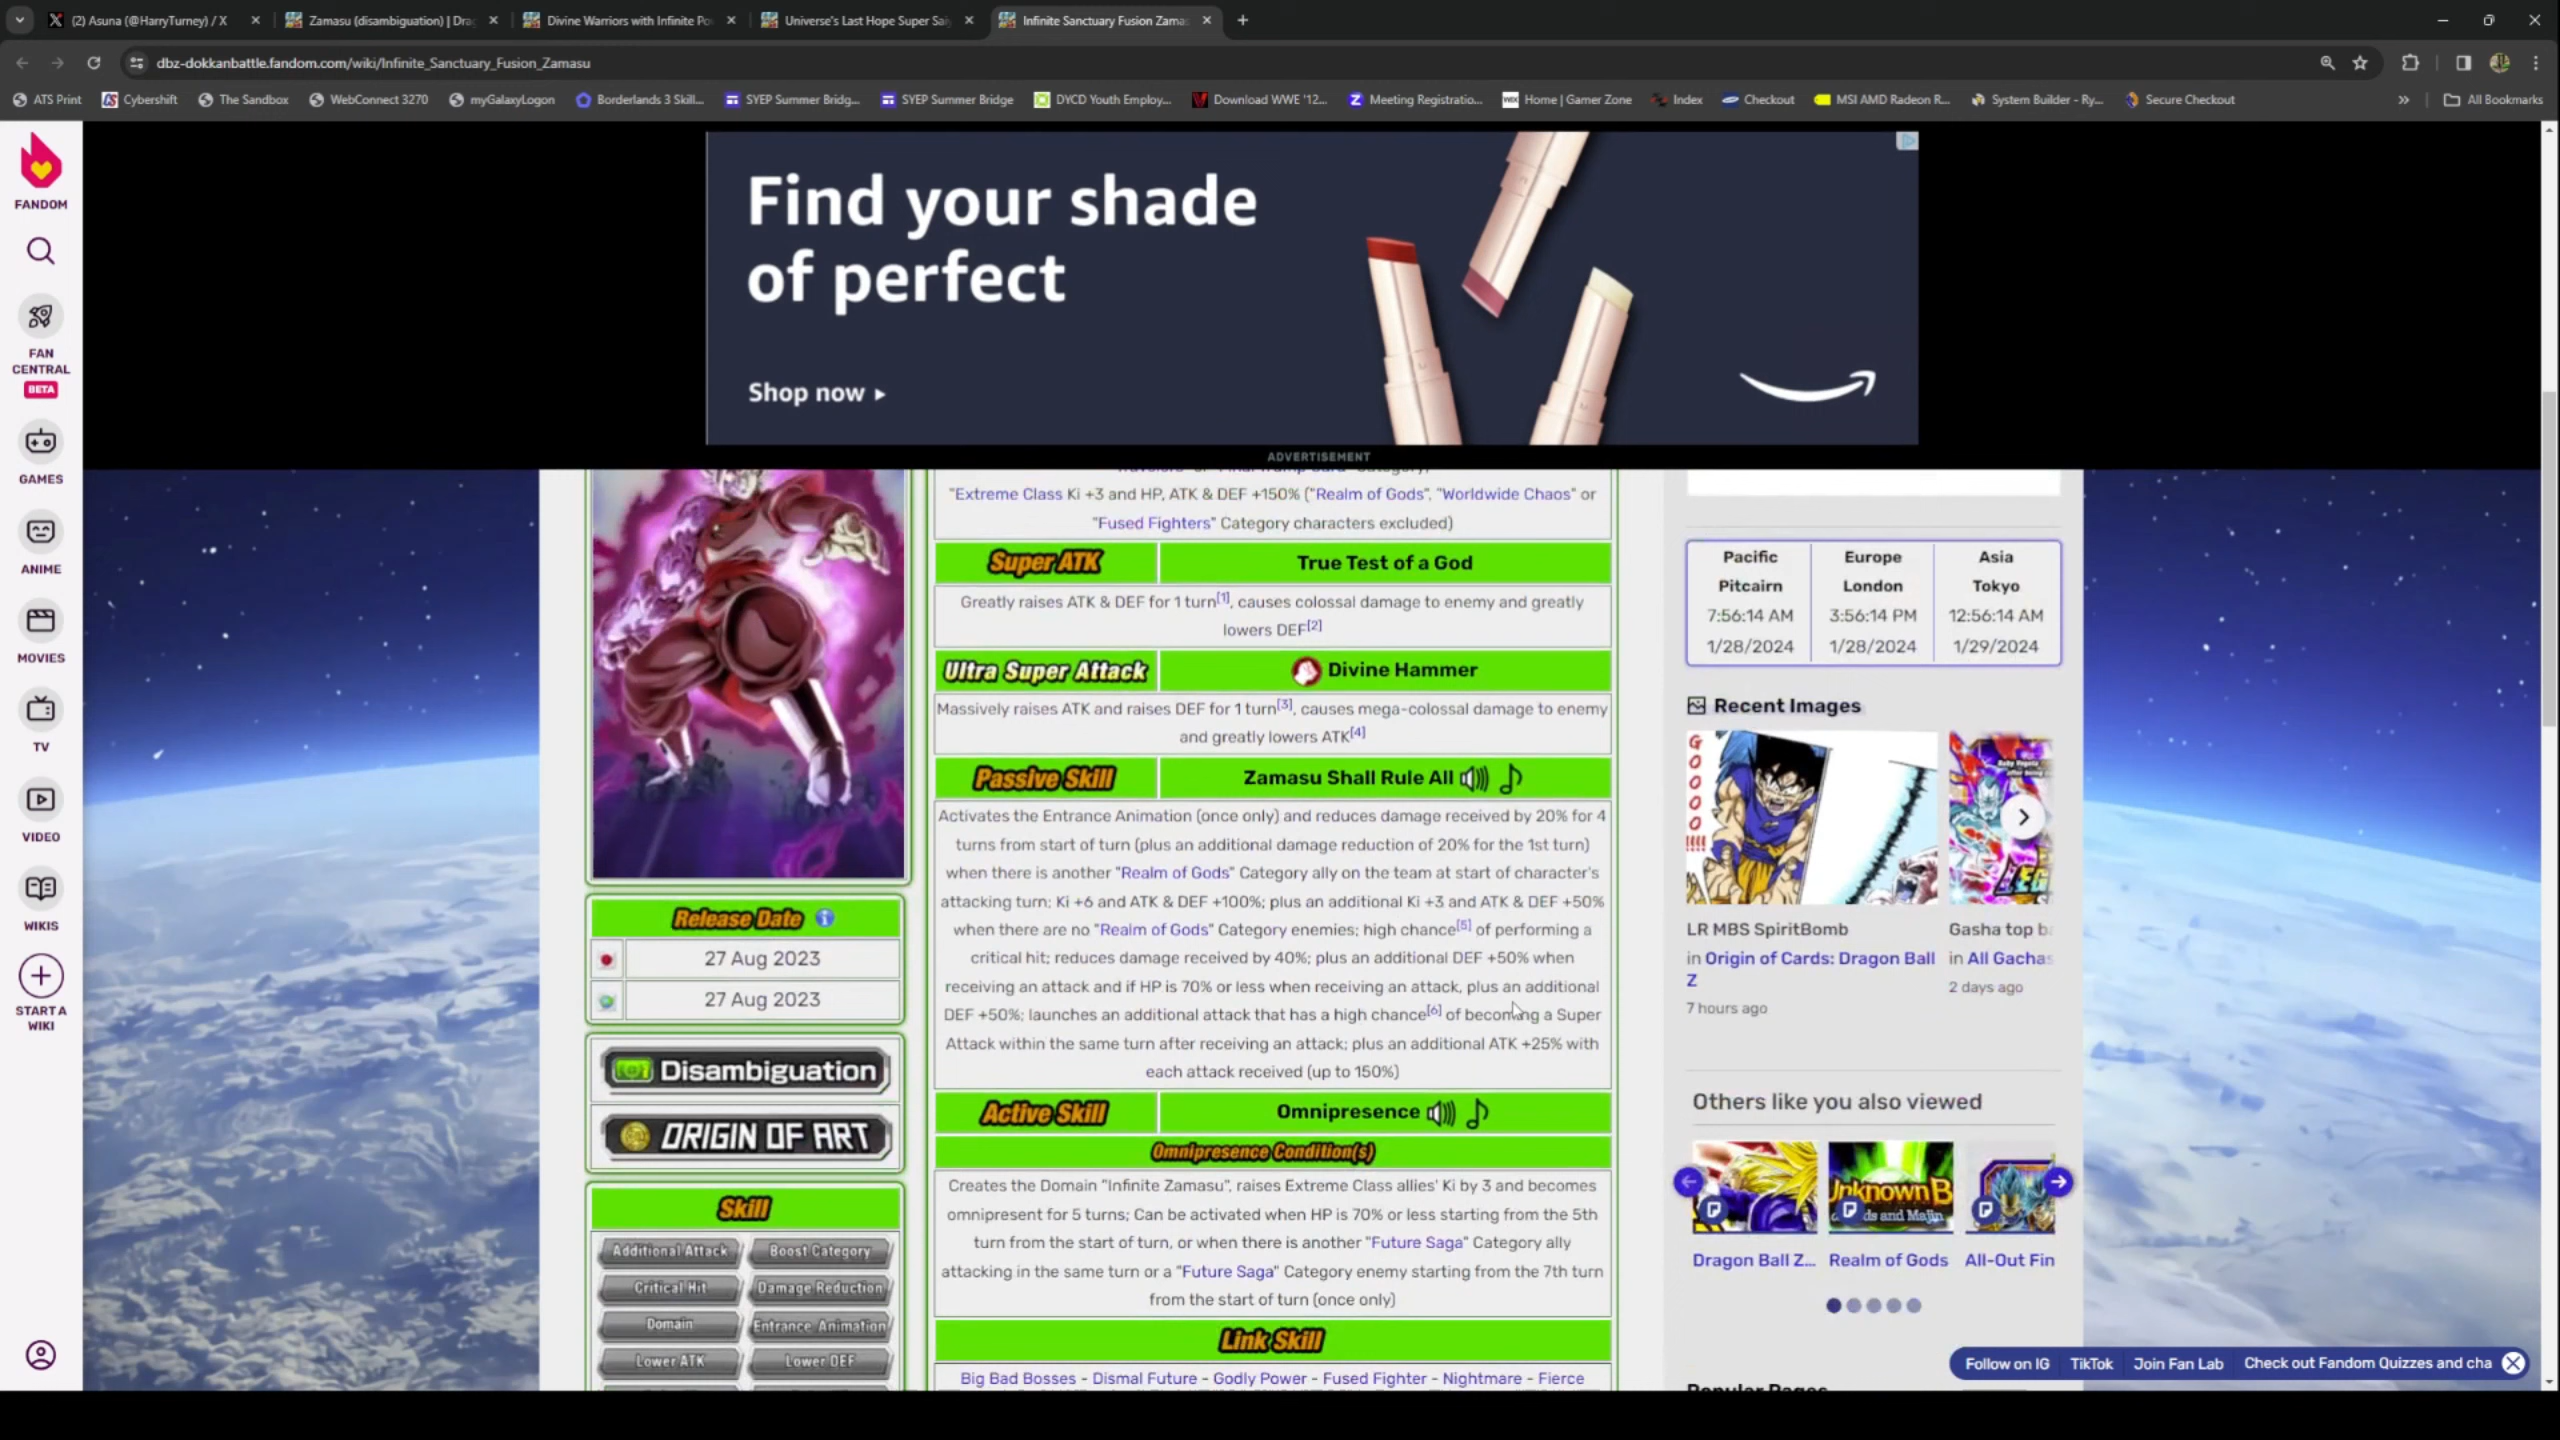 (2) Asuna (@HarryTurney) / X
Zamasu (disambiguation) | Dra
Divine Warriors with Infinite Po
Universe's Last Hope Super Sai
Infinite Sanctuary Fusion Zama
dbz-dokkanbattle.fandom.com/wiki/Infinite_Sanctuary_Fusion_Zamasu
ATS Print
Cybershift
The Sandbox
WebConnect 3270
myGalaxyLogon
Borderlands 3 Skill...
SYEP Summer Bridg...
SYEP Summer Bridge
DYCD Youth Employ...
Download WWE '12...
Meeting Registratio...
Home | Gamer Zone
Index
Checkout
MSI AMD Radeon R...
System Builder - Ry...
Secure Checkout
All Bookmarks
FANDOM
FAN
CENTRAL
BETA
GAMES
ANIME
MOVIES
TV
VIDEO
WIKIS
START A
WIKI
Find your shade
of perfect
Shop now
ADVERTISEMENT
"Extreme Class Ki +3 and HP, ATK & DEF +150% ("Realm of Gods", "Worldwide Chaos" or
"Fused Fighters" Category characters excluded)
Super ATK
True Test of a God
Greatly raises ATK & DEF for 1 turn[1], causes colossal damage to enemy and greatly
lowers DEF[2]
Ultra Super Attack
Divine Hammer
Massively raises ATK and raises DEF for 1 turn[3], causes mega-colossal damage to enemy
and greatly lowers ATK[4]
Passive Skill
Zamasu Shall Rule All
Activates the Entrance Animation (once only) and reduces damage received by 20% for 4
turns from start of turn (plus an additional damage reduction of 20% for the 1st turn)
when there is another "Realm of Gods" Category ally on the team at start of character's
attacking turn; Ki +6 and ATK & DEF +100%; plus an additional Ki +3 and ATK & DEF +50%
when there are no "Realm of Gods" Category enemies; high chance[5] of performing a
critical hit; reduces damage received by 40%; plus an additional DEF +50% when
receiving an attack and if HP is 70% or less when receiving an attack, plus an additional
DEF +50%; launches an additional attack that has a high chance[6] of becoming a Super
Attack within the same turn after receiving an attack; plus an additional ATK +25% with
each attack received (up to 150%)
Active Skill
Omnipresence
Omnipresence Condition(s)
Creates the Domain "Infinite Zamasu", raises Extreme Class allies' Ki by 3 and becomes
omnipresent for 5 turns; Can be activated when HP is 70% or less starting from the 5th
turn from the start of turn, or when there is another "Future Saga" Category ally
attacking in the same turn or a "Future Saga" Category enemy starting from the 7th turn
from the start of turn (once only)
Link Skill
Big Bad Bosses - Dismal Future - Godly Power - Fused Fighter - Nightmare - Fierce
Release Date
27 Aug 2023
27 Aug 2023
Disambiguation
ORIGIN OF ART
Skill
Additional Attack
Boost Category
Critical Hit
Damage Reduction
Domain
Entrance Animation
Lower ATK
Lower DEF
Pacific
Pitcairn
7:56:14 AM
1/28/2024
Europe
London
3:56:14 PM
1/28/2024
Asia
Tokyo
12:56:14 AM
1/29/2024
Recent Images
GOOOO!!!!
LR MBS SpiritBomb
in Origin of Cards: Dragon Ball
Z
7 hours ago
Gasha top b
in All Gachas
2 days ago
Others like you also viewed
Dragon Ball Z...
Realm of Gods
All-Out Fin
Follow on IG
TikTok
Join Fan Lab
Check out Fandom Quizzes and cha